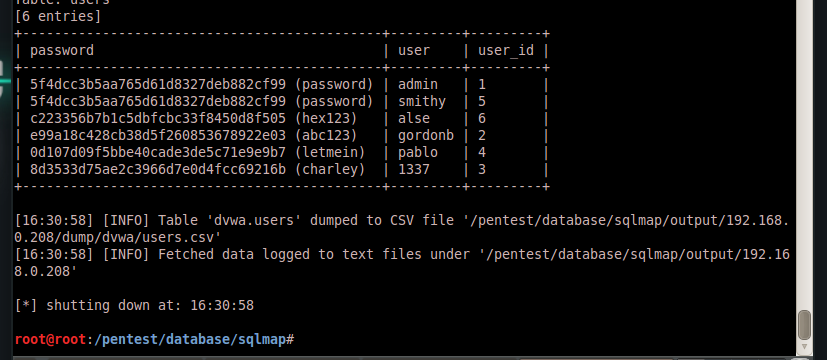 Table: users
[6 entries]
+---------------------------------------------+---------+---------+
| password                                    | user    | user_id |
+---------------------------------------------+---------+---------+
| 5f4dcc3b5aa765d61d8327deb882cf99 (password) | admin   | 1       |
| 5f4dcc3b5aa765d61d8327deb882cf99 (password) | smithy  | 5       |
| c223356b7b1c5dbfcbc33f8450d8f505 (hex123)   | alse    | 6       |
| e99a18c428cb38d5f260853678922e03 (abc123)   | gordonb | 2       |
| 0d107d09f5bbe40cade3de5c71e9e9b7 (letmein)  | pablo   | 4       |
| 8d3533d75ae2c3966d7e0d4fcc69216b (charley)  | 1337    | 3       |
+---------------------------------------------+---------+---------+
[16:30:58] [INFO] Table 'dvwa.users' dumped to CSV file '/pentest/database/sqlmap/output/192.168.
0.208/dump/dvwa/users.csv'
[16:30:58] [INFO] Fetched data logged to text files under '/pentest/database/sqlmap/output/192.16
8.0.208'
[*] shutting down at: 16:30:58
root@root:/pentest/database/sqlmap#